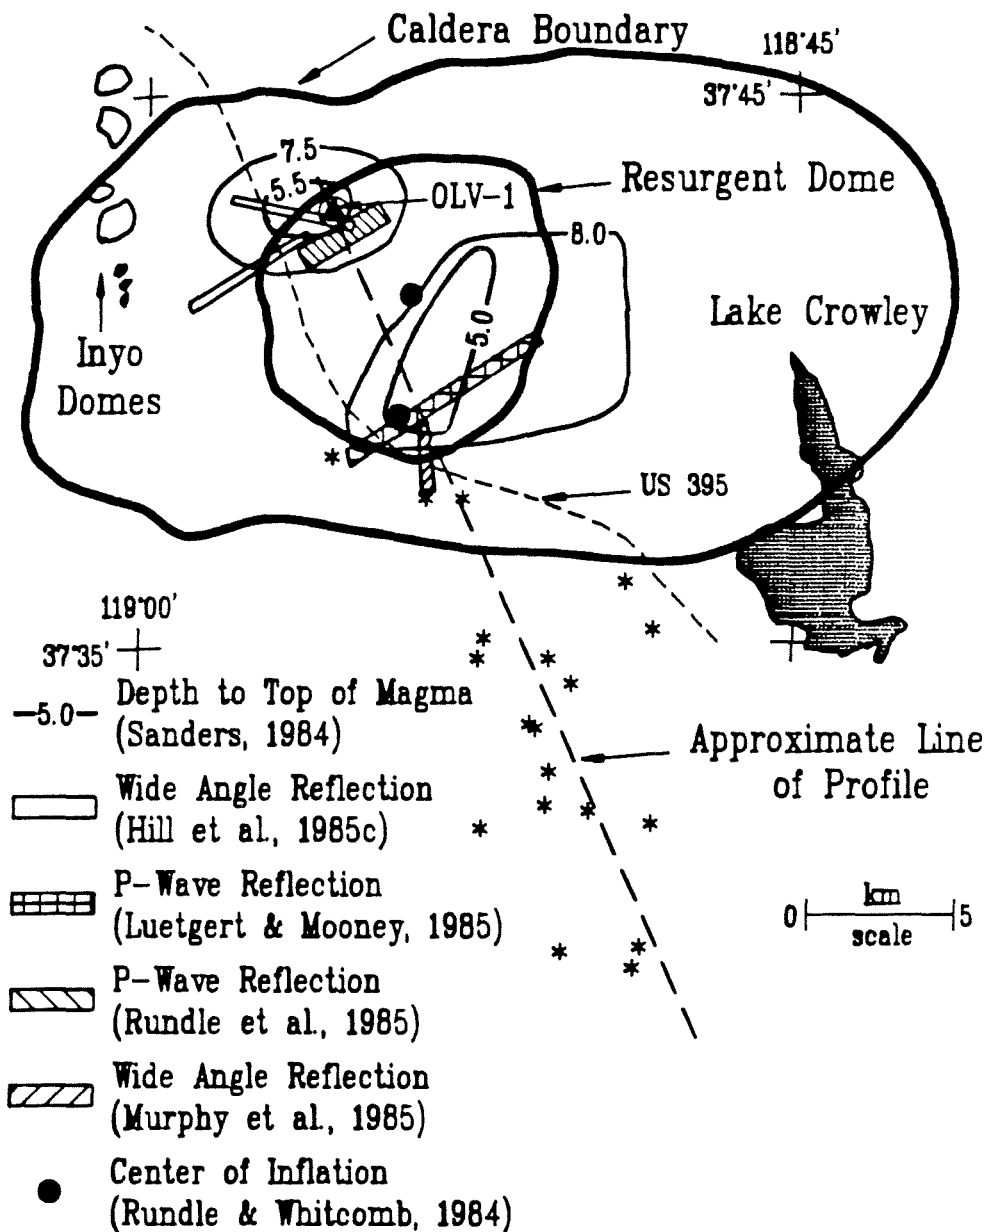 Caldera Boundary
118°45'
37°45'
7.5
5.5
OLV-1
Resurgent Dome
8.0
5.0
Lake Crowley
Inyo
Domes
US 395
119°00'
37°35'
—5.0— Depth to Top of Magma
(Sanders, 1984)
Approximate Line
of Profile
Wide Angle Reflection
(Hill et al., 1985c)
P-Wave Reflection
(Luetgert & Mooney, 1985)
km
0 5
scale
P-Wave Reflection
(Rundle et al., 1985)
Wide Angle Reflection
(Murphy et al., 1985)
Center of Inflation
(Rundle & Whitcomb, 1984)